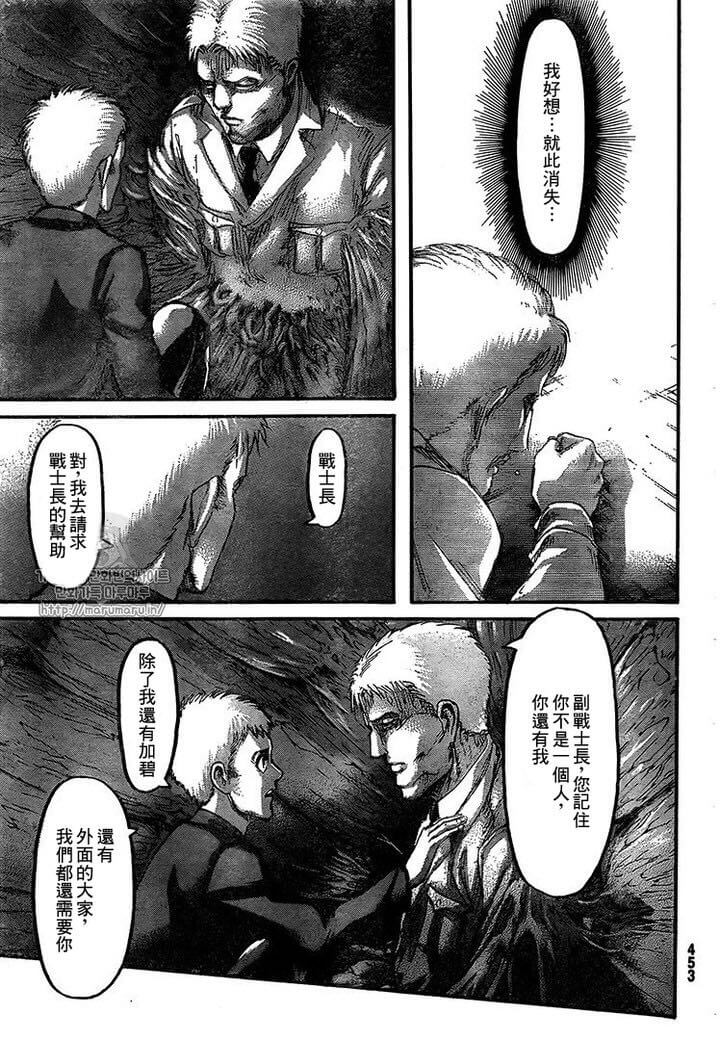 我好想…就此消失…
戰士長
對,我去請求
戰士長的幫助
副戰士長,您記住
你不是一個人,
你還有我
除了我還有加碧
還有
外面的大家,
我們都還需要你
http://marumaru.in/
453